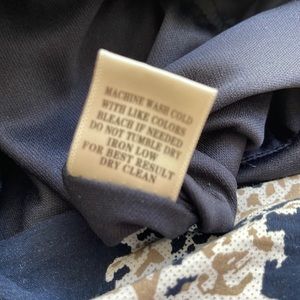 MACHINE WASH COLD
WITH LIKE COLORS
BLEACH IF NEEDED
DO NOT TUMBLE DRY
IRON LOW
FOR BEST RESULT
DRY CLEAN